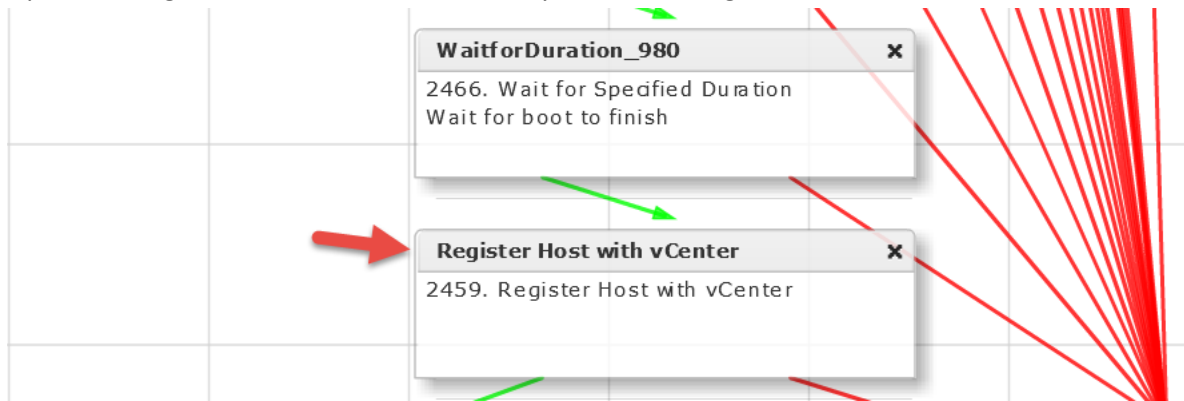 WaitforDuration_980
2466. Wait for Specified Duration
Wait for boot to finish
Register Host with vCenter
2459. Register Host with vCenter